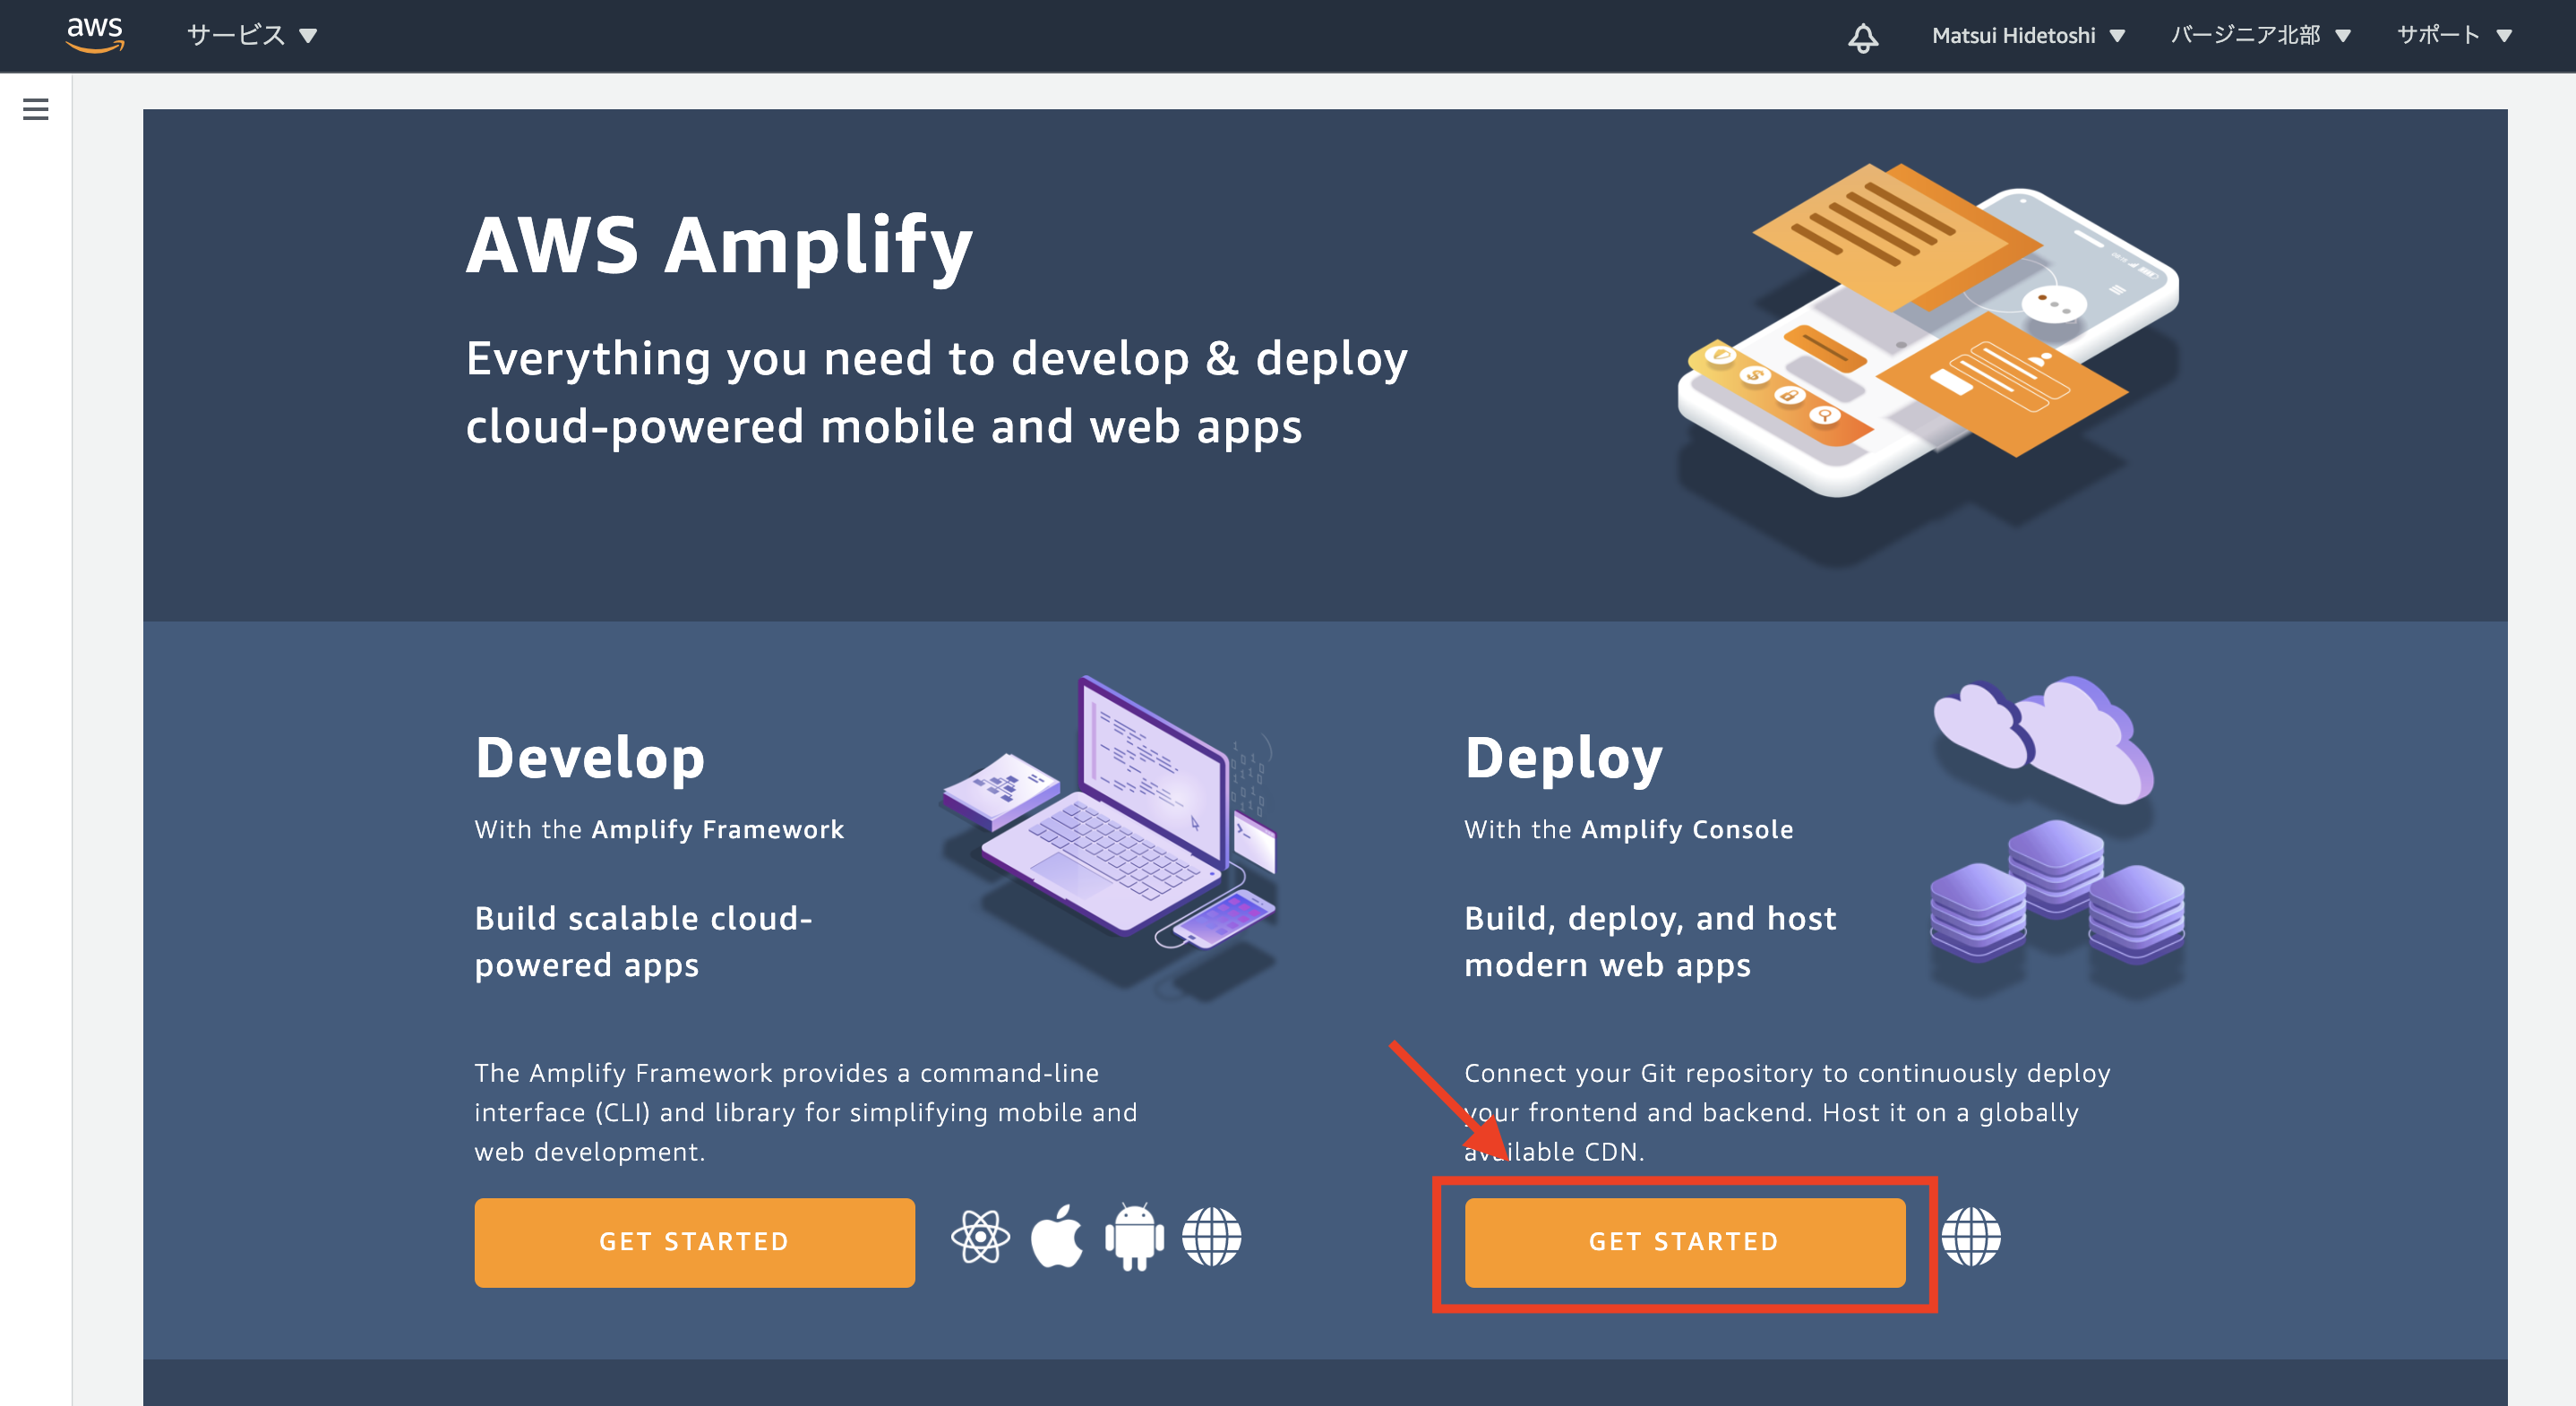 aws サービス Matsui Hidetoshi バージニア北部 サポート
AWS Amplify
Everything you need to develop & deploy
cloud-powered mobile and web apps
Develop
With the Amplify Framework
Build scalable cloud-
powered apps
The Amplify Framework provides a command-line
interface (CLI) and library for simplifying mobile and
web development.
GET STARTED
Deploy
With the Amplify Console
Build, deploy, and host
modern web apps
Connect your Git repository to continuously deploy
your frontend and backend. Host it on a globally
available CDN.
GET STARTED